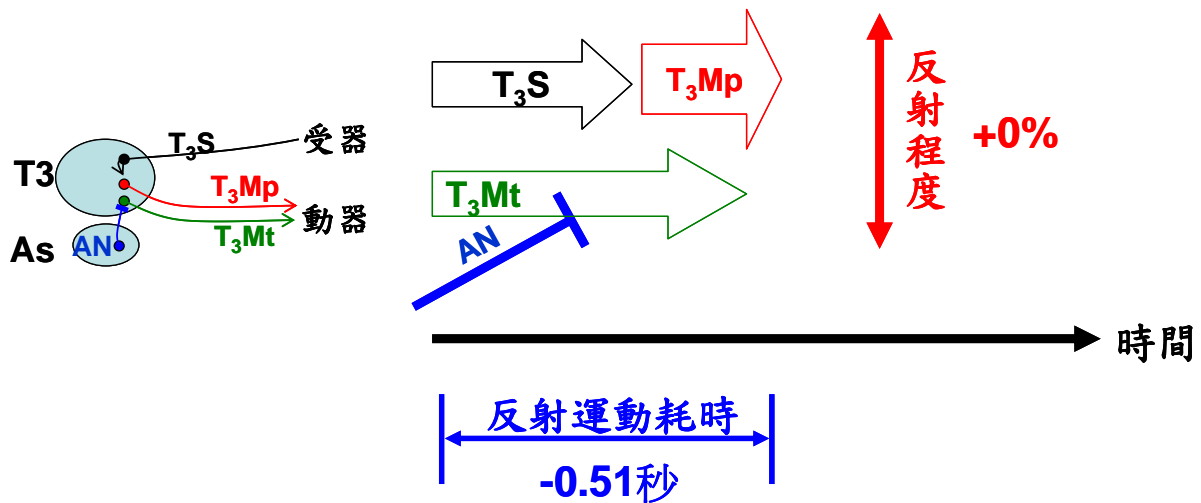 T3
As
T₃S
受器
T₃Mp
動器
T₃Mt
AN
T₃S
T₃Mp
T₃Mt
AN
反射程度
+0%
時間
反射運動耗時
-0.51秒